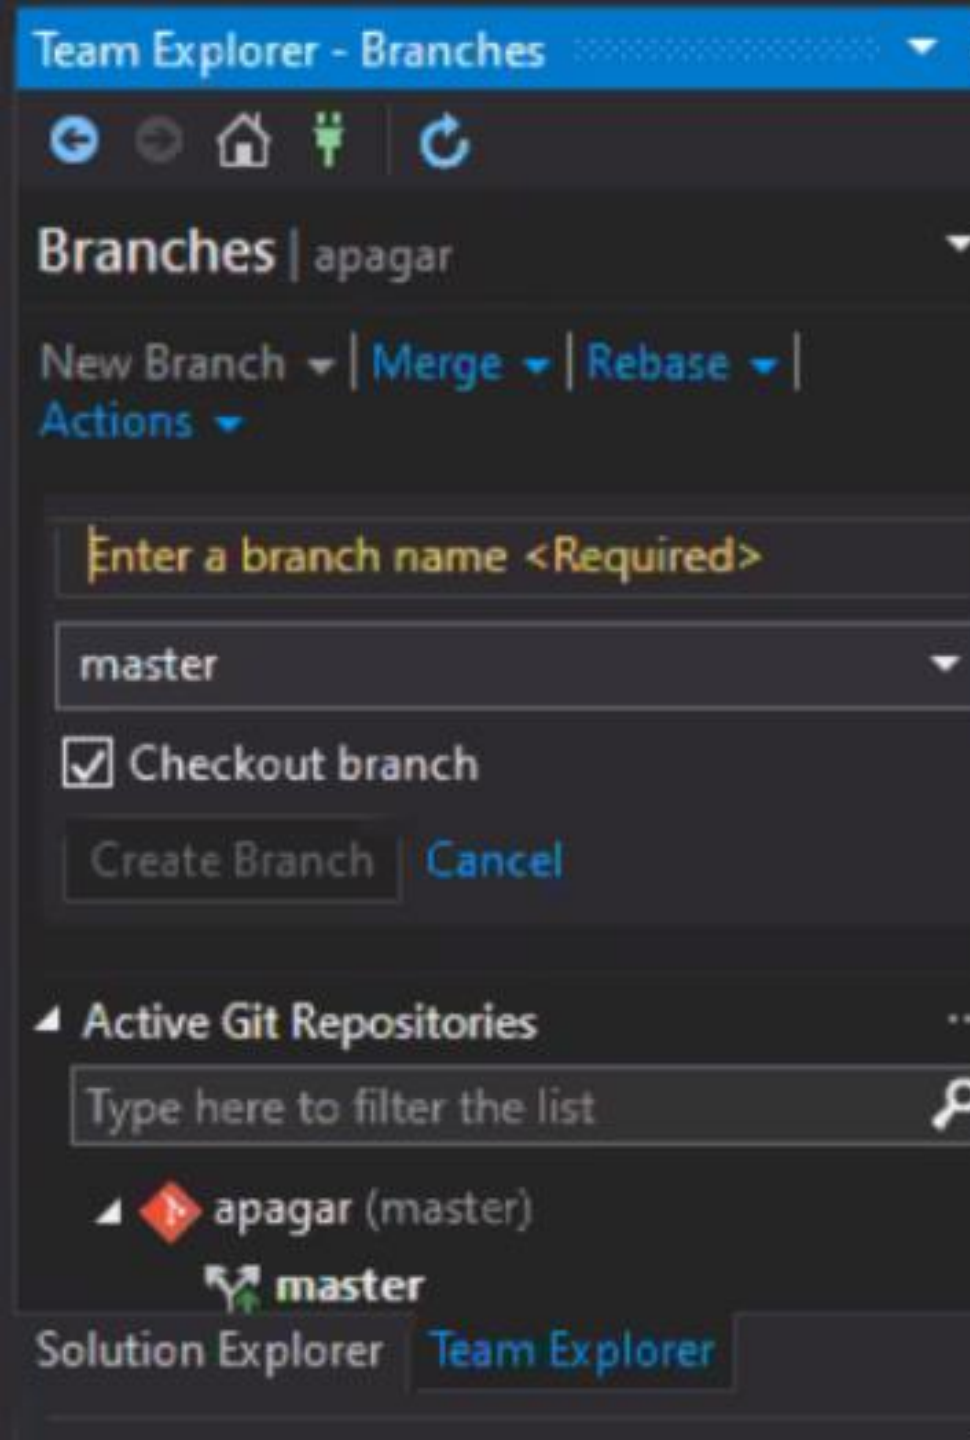 Team Explorer - Branches
Branches | apagar
New Branch | Merge | Rebase |
Actions
Enter a branch name <Required>
master
Checkout branch
Create Branch Cancel
Active Git Repositories
Type here to filter the list
apagar (master)
master
Solution Explorer Team Explorer